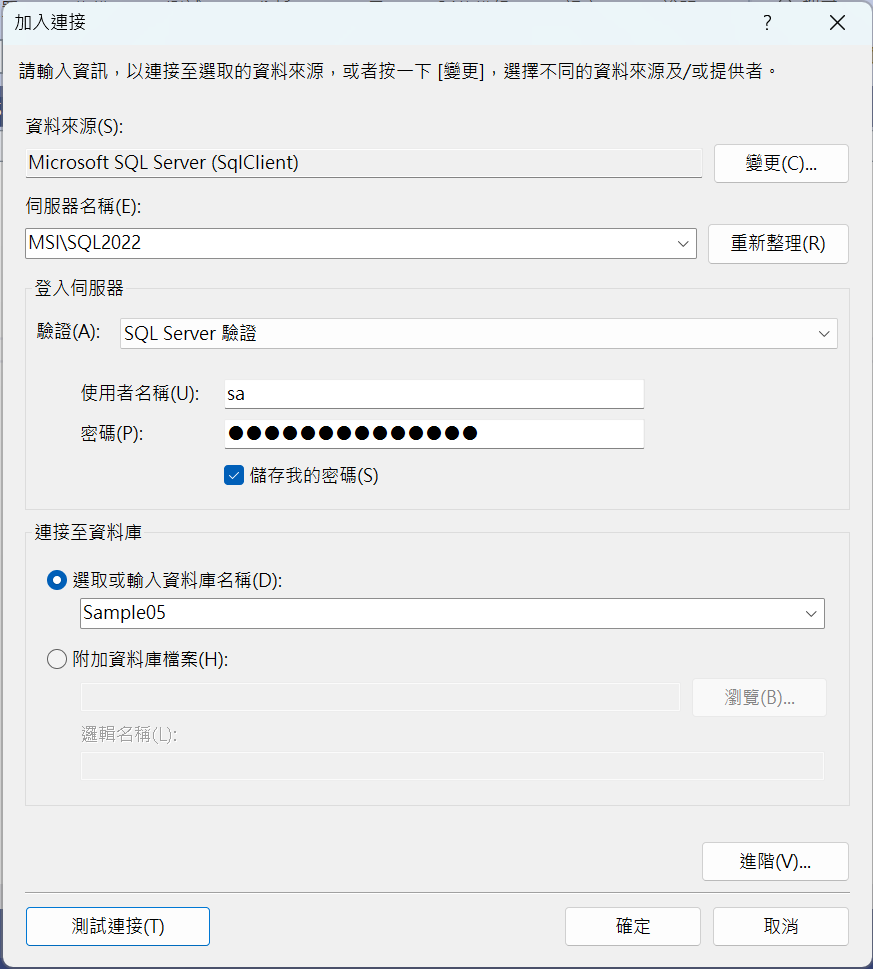 加入連接
?
請輸入資訊，以連接至選取的資料來源，或者按一下 [變更]，選擇不同的資料來源及/或提供者。
資料來源(S):
Microsoft SQL Server (SqlClient)
變更(C)...
伺服器名稱(E):
MSI\SQL2022
重新整理(R)
登入伺服器
驗證(A):
SQL Server 驗證
使用者名稱(U):
sa
密碼(P):
●●●●●●●●●●●●●●
儲存我的密碼(S)
連接至資料庫
選取或輸入資料庫名稱(D):
Sample05
附加資料庫檔案(H):
瀏覽(B)...
邏輯名稱(L):
進階(V)...
測試連接(T)
確定
取消